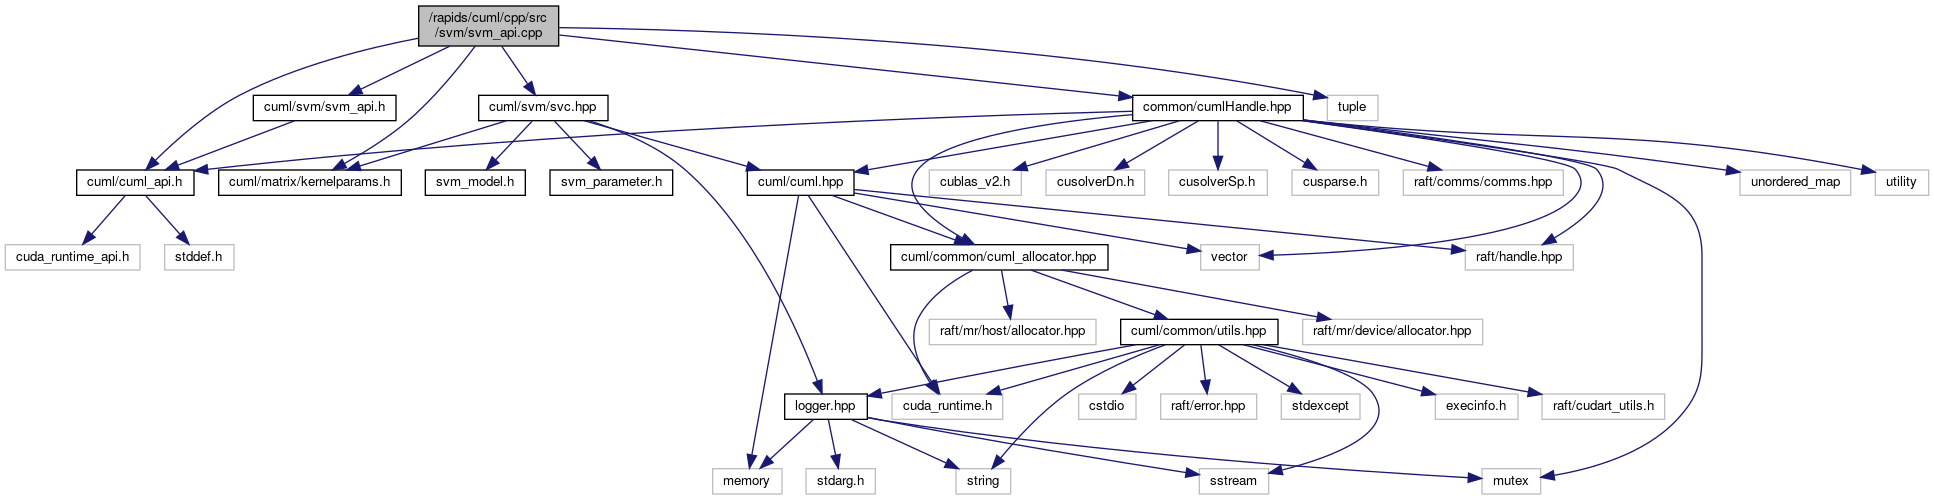 /rapids/cuml/cpp/src
/svm/svm_api.cpp
cuml/svm/svm_api.h
cuml/svm/svc.hpp
common/cumlHandle.hpp
tuple
cuml/cuml_api.h
cuml/matrix/kernelparams.h
svm_model.h
svm_parameter.h
cuml/cuml.hpp
cublas_v2.h
cusolverDn.h
cusolverSp.h
cusparse.h
raft/comms/comms.hpp
unordered_map
utility
cuda_runtime_api.h
stddef.h
cuml/common/cuml_allocator.hpp
vector
raft/handle.hpp
raft/mr/host/allocator.hpp
cuml/common/utils.hpp
raft/mr/device/allocator.hpp
logger.hpp
cuda_runtime.h
cstdio
raft/error.hpp
stdexcept
execinfo.h
raft/cudart_utils.h
memory
stdarg.h
string
sstream
mutex